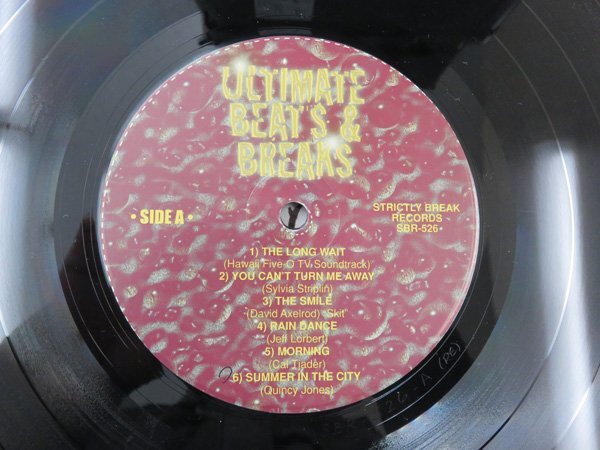 ULTIMATE
BEAT'S &
BREAKS
• SIDE A •
STRICTLY BREAK
RECORDS
SBR-526•
1) THE LONG WAIT
(Hawaii Five-O TV Soundtrack)
2) YOU CAN'T TURN ME AWAY
(Sylvia Striplin)
3) THE SMILE
(David Axelrod) "Skit"
4) RAIN DANCE
(Jeff Lorbert)
5) MORNING
(Cal Tjader)
6) SUMMER IN THE CITY
(Quincy Jones)